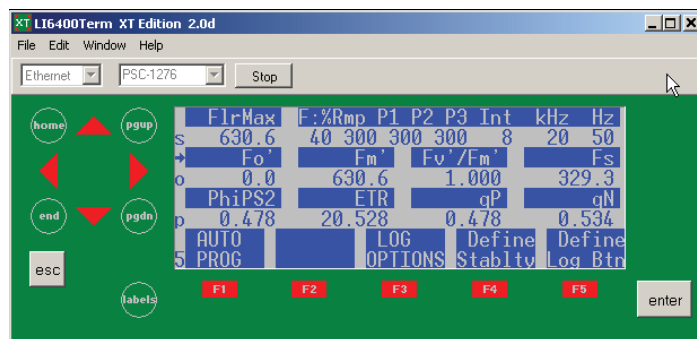 XT LI6400Term XT Edition 2.0d
File Edit Window Help
Ethernet PSC-1276 Stop
home pgup
end pgdn
esc
labels
FlrMax F:%Rmp P1 P2 P3 Int kHz Hz
s 630.6 40 300 300 300 8 20 50
Fo' Fm' Fv'/Fm' Fs
o 0.0 630.6 1.000 329.3
PhiPS2 ETR qP qN
p 0.478 20.528 0.478 0.534
AUTO LOG Define Define
5 PROG OPTIONS Stablty Log Btn
F1 F2 F3 F4 F5
enter